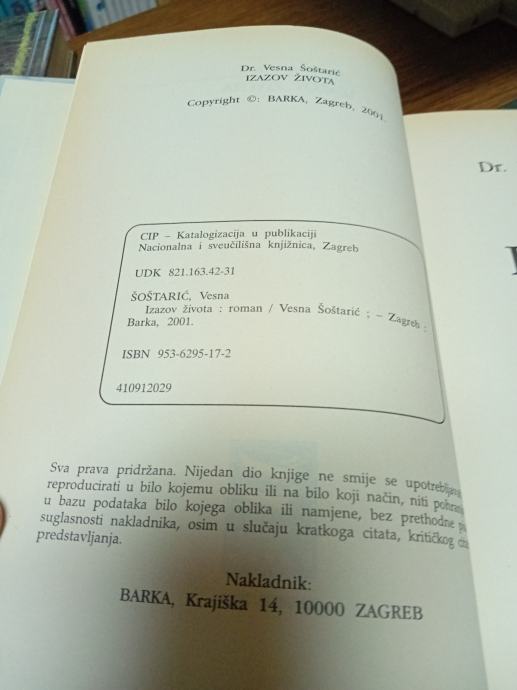 Dr. Vesna Šoštarić
IZAZOV ŽIVOTA
Copyright ©: BARKA, Zagreb, 2001.
CIP – Katalogizacija u publikaciji
Nacionalna i sveučilišna knjižnica, Zagreb
UDK 821.163.42-31
ŠOŠTARIĆ, Vesna
Izazov života : roman / Vesna Šoštarić ; – Zagreb :
Barka, 2001.
ISBN 953-6295-17-2
410912029
Sva prava pridržana. Nijedan dio knjige ne smije se
reproducirati u bilo kojemu obliku ili na bilo koji način, niti
u bazu podataka bilo kojega oblika ili namjene, bez prethodne
suglasnosti nakladnika, osim u slučaju kratkoga citata, kritičkog
predstavljanja.
Nakladnik:
BARKA, Krajiška 14, 10000 ZAGREB
Dr.